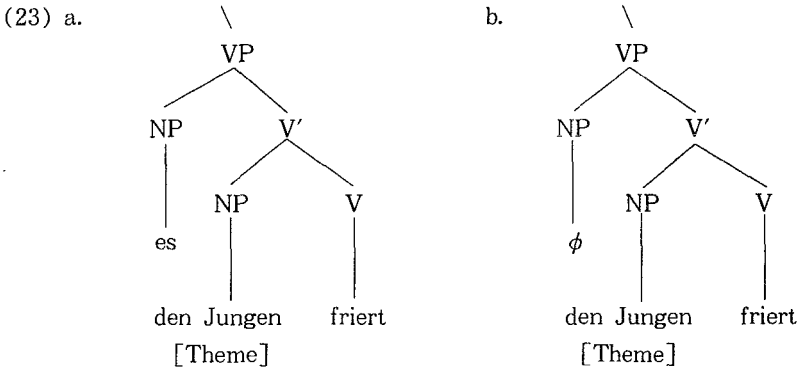 (23) a. b.
VP VP
NP V′ NP V′
NP V NP V
es ϕ
den Jungen friert den Jungen friert
[Theme] [Theme]